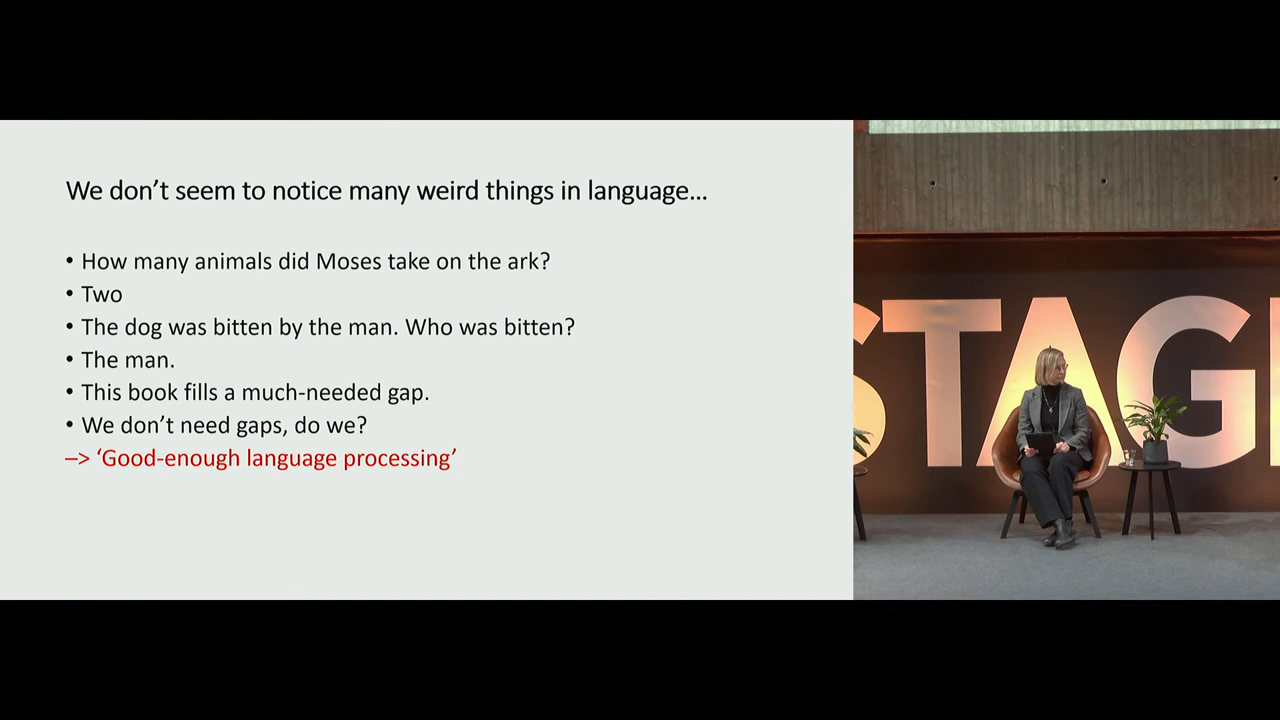 We don't seem to notice many weird things in language...
• How many animals did Moses take on the ark?
• Two
• The dog was bitten by the man. Who was bitten?
• The man.
• This book fills a much-needed gap.
• We don't need gaps, do we?
–> 'Good-enough language processing'
STAGE